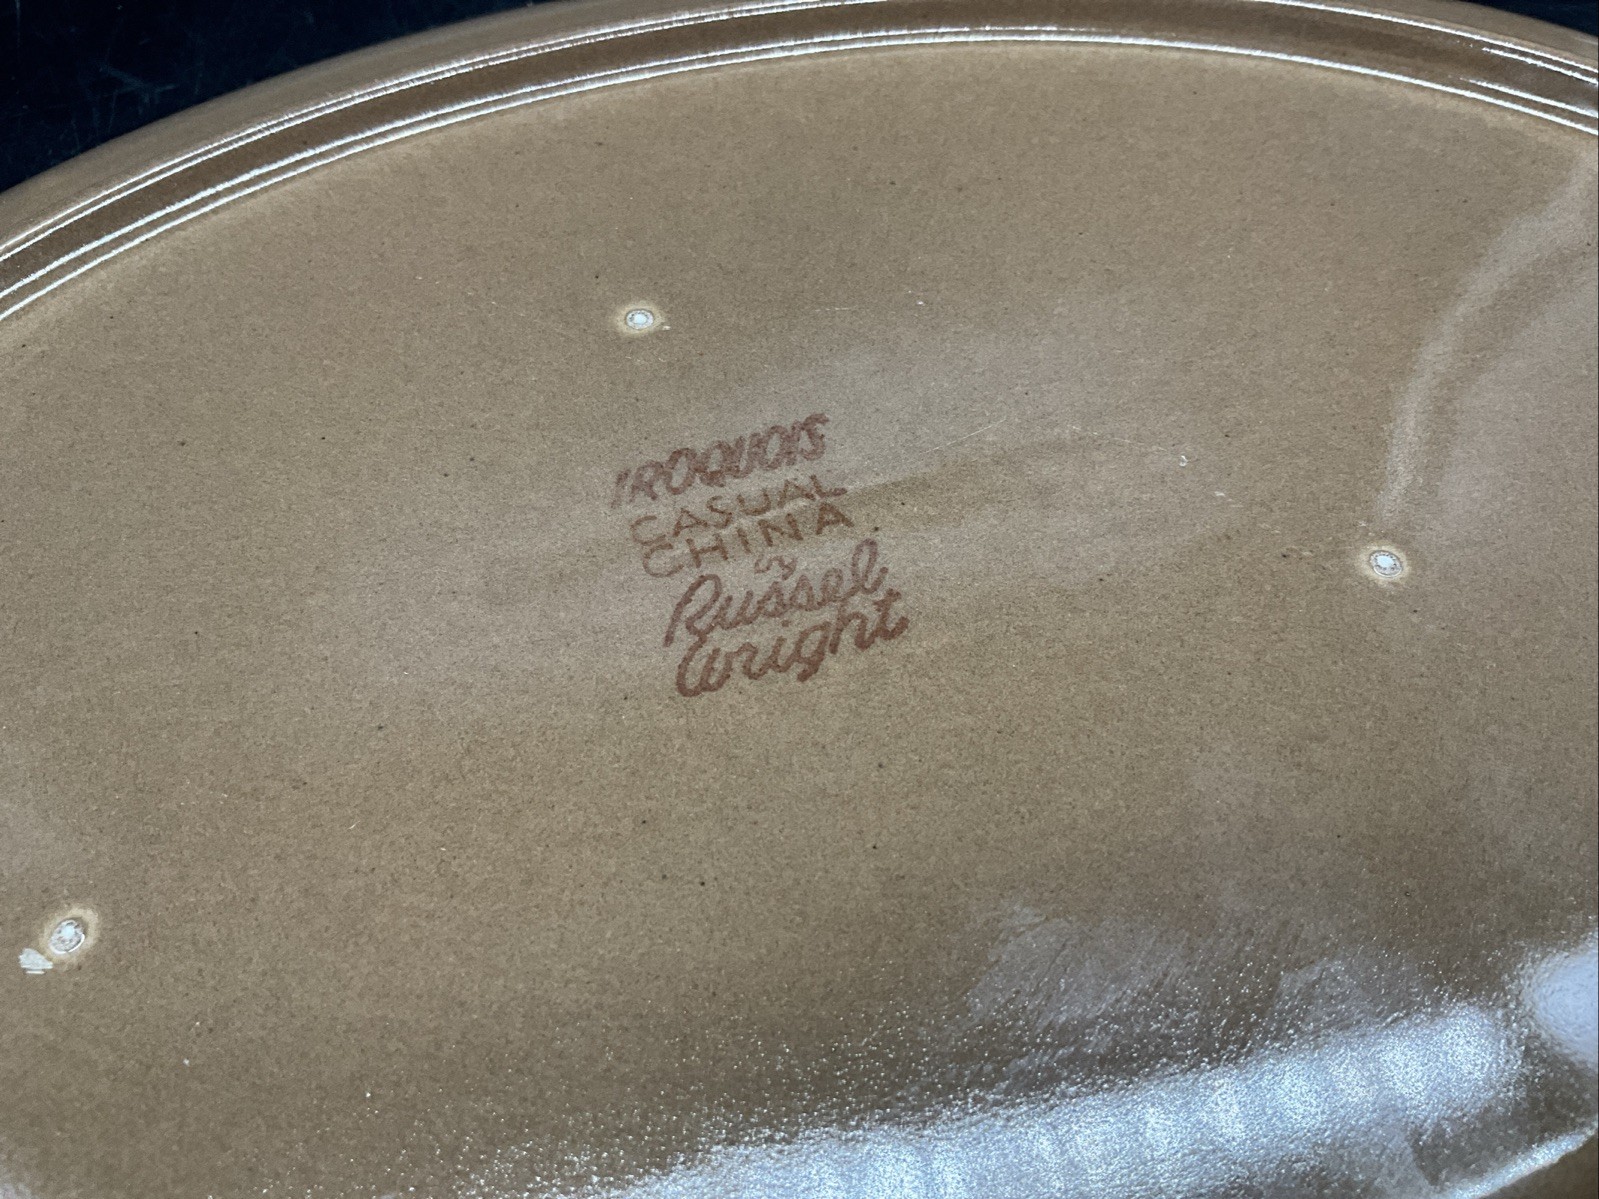 IROQUOIS
CASUAL
CHINA
by
Russel
Wright